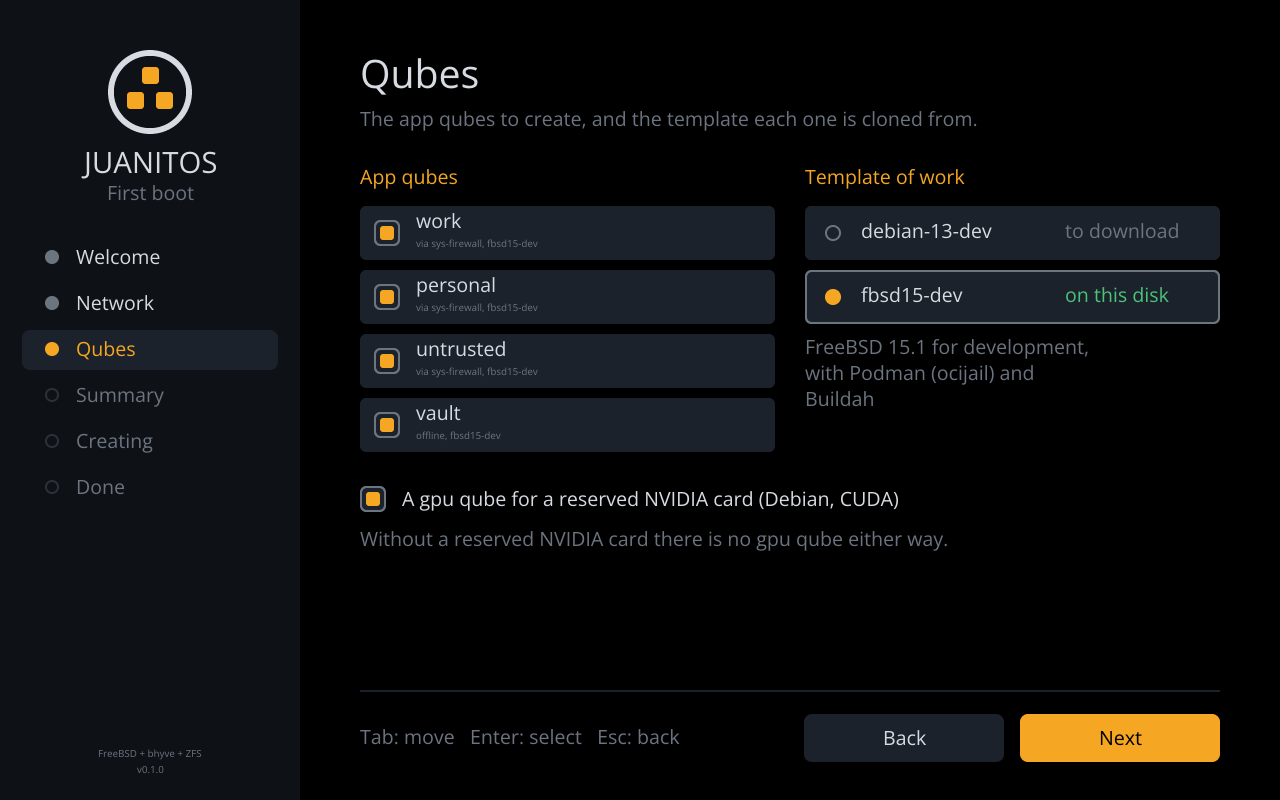 JUANITOS
First boot
Welcome
Network
Qubes
Summary
Creating
Done
FreeBSD + bhyve + ZFS
v0.1.0
Qubes
The app qubes to create, and the template each one is cloned from.
App qubes
work
via sys-firewall, fbsd15-dev
personal
via sys-firewall, fbsd15-dev
untrusted
via sys-firewall, fbsd15-dev
vault
offline, fbsd15-dev
Template of work
debian-13-dev to download
fbsd15-dev on this disk
FreeBSD 15.1 for development,
with Podman (ocijail) and
Buildah
A gpu qube for a reserved NVIDIA card (Debian, CUDA)
Without a reserved NVIDIA card there is no gpu qube either way.
Tab: move Enter: select Esc: back
Back
Next